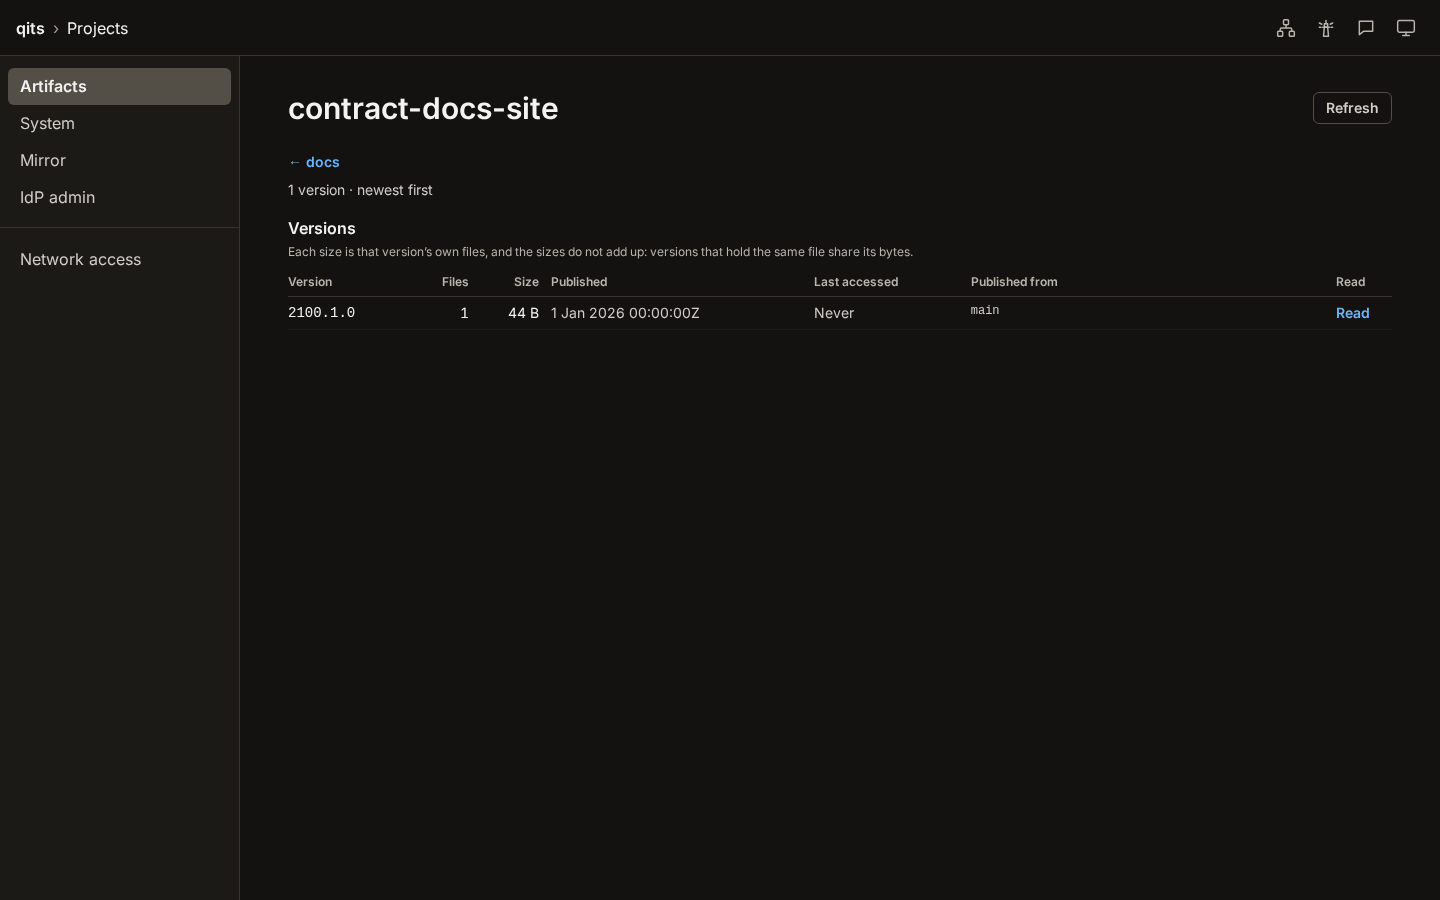 qits › Projects
Artifacts
System
Mirror
IdP admin
Network access
contract-docs-site
Refresh
← docs
1 version · newest first
Versions
Each size is that version’s own files, and the sizes do not add up: versions that hold the same file share its bytes.
Version Files Size Published Last accessed Published from Read
2100.1.0 1 44 B 1 Jan 2026 00:00:00Z Never main Read